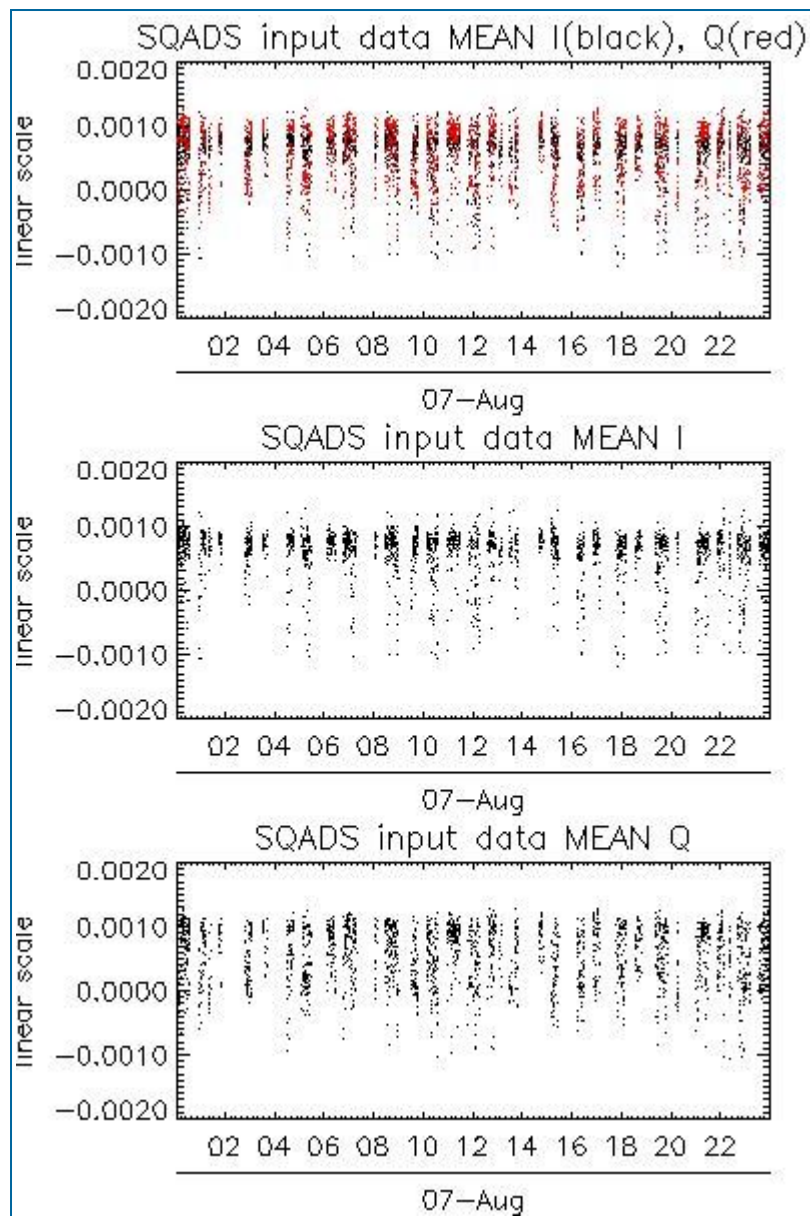 SQADS input data MEAN I(black), Q(red)
0.0020
0.0010
0.0000
−0.0010
−0.0020
linear scale
02 04 06 08 10 12 14 16 18 20 22
07−Aug
SQADS input data MEAN I
0.0020
0.0010
0.0000
−0.0010
−0.0020
linear scale
02 04 06 08 10 12 14 16 18 20 22
07−Aug
SQADS input data MEAN Q
0.0020
0.0010
0.0000
−0.0010
−0.0020
linear scale
02 04 06 08 10 12 14 16 18 20 22
07−Aug